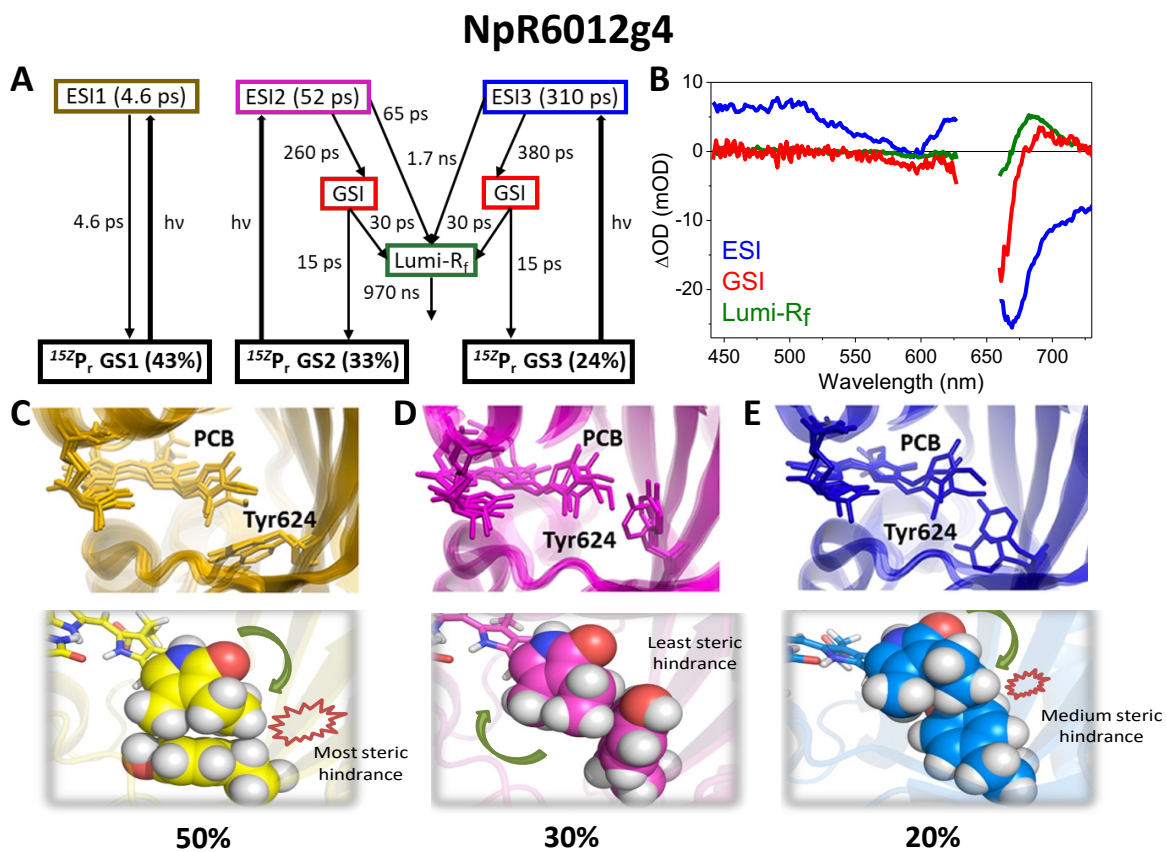 NpR6012g4
A
ESI1 (4.6 ps)
ESI2 (52 ps)
ESI3 (310 ps)
65 ps
260 ps
1.7 ns
380 ps
GSI
GSI
4.6 ps
hν
hν
30 ps
30 ps
hν
15 ps
Lumi-Rf
15 ps
970 ns
15ZPr GS1 (43%)
15ZPr GS2 (33%)
15ZPr GS3 (24%)
B
10
0
-10
-20
ΔOD (mOD)
ESI
GSI
Lumi-Rf
450 500 550 600 650 700
Wavelength (nm)
C
PCB
Tyr624
D
PCB
Tyr624
E
PCB
Tyr624
Most steric
hindrance
Least steric
hindrance
Medium steric
hindrance
50%
30%
20%